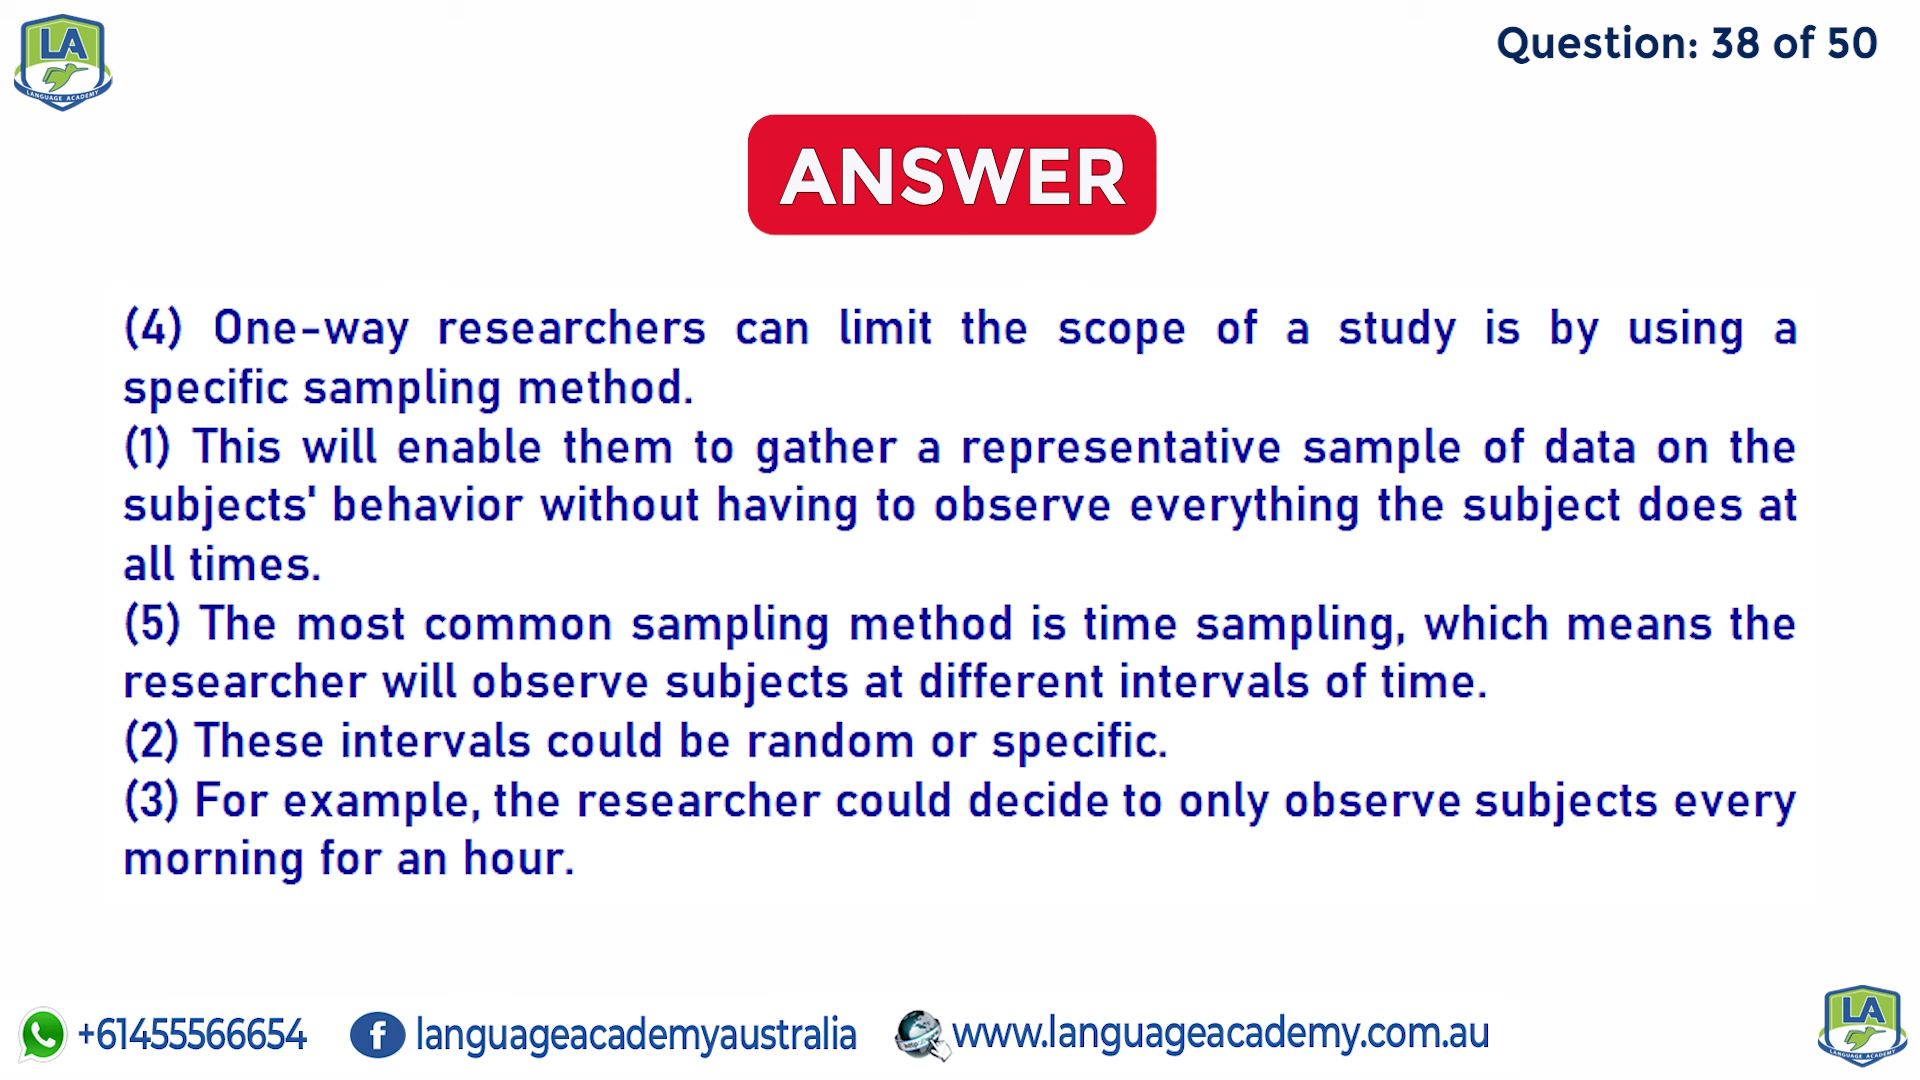 LA
LANGUAGE ACADEMY
Question: 38 of 50
ANSWER
(4) One-way researchers can limit the scope of a study is by using a
specific sampling method.
(1) This will enable them to gather a representative sample of data on the
subjects' behavior without having to observe everything the subject does at
all times.
(5) The most common sampling method is time sampling, which means the
researcher will observe subjects at different intervals of time.
(2) These intervals could be random or specific.
(3) For example, the researcher could decide to only observe subjects every
morning for an hour.
+61455566654
languageacademyaustralia
www.languageacademy.com.au
LA
LANGUAGE ACADEMY